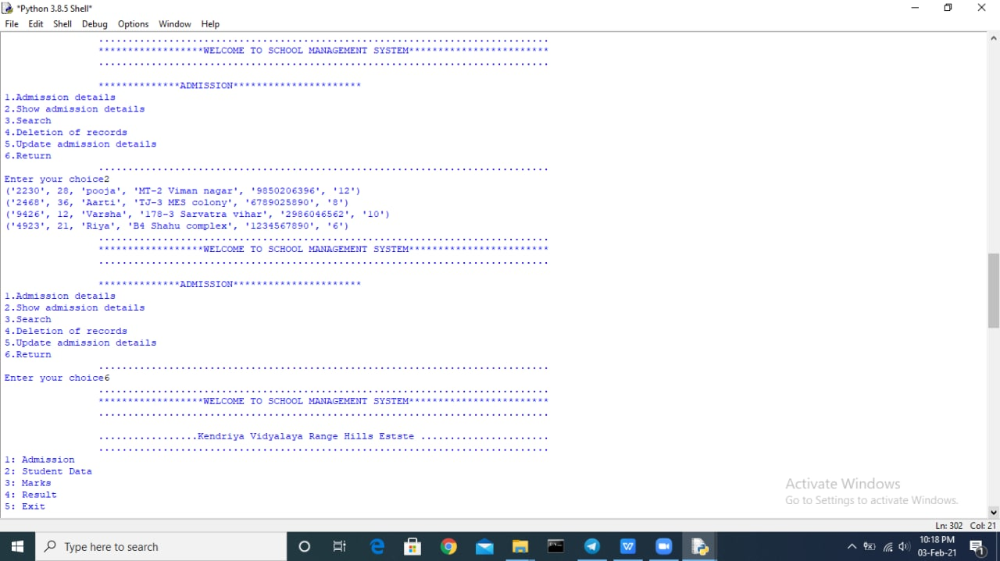 *Python 3.8.5 Shell*
File Edit Shell Debug Options Window Help
.............................................................................
******************WELCOME TO SCHOOL MANAGEMENT SYSTEM************************
.............................................................................
**************ADMISSION**********************
1.Admission details
2.Show admission details
3.Search
4.Deletion of records
5.Update admission details
6.Return
.............................................................................
Enter your choice2
('2230', 28, 'pooja', 'MT-2 Viman nagar', '9850206396', '12')
('2468', 36, 'Aarti', 'TJ-3 MES colony', '6789025890', '8')
('9426', 12, 'Varsha', '178-3 Sarvatra vihar', '2986046562', '10')
('4923', 21, 'Riya', 'B4 Shahu complex', '1234567890', '6')
.............................................................................
******************WELCOME TO SCHOOL MANAGEMENT SYSTEM************************
.............................................................................
**************ADMISSION**********************
1.Admission details
2.Show admission details
3.Search
4.Deletion of records
5.Update admission details
6.Return
.............................................................................
Enter your choice6
.............................................................................
******************WELCOME TO SCHOOL MANAGEMENT SYSTEM************************
.............................................................................
.................Kendriya Vidyalaya Range Hills Estste ......................
.............................................................................
1: Admission
2: Student Data
3: Marks
4: Result
5: Exit
Activate Windows
Go to Settings to activate Windows.
Ln: 302 Col: 21
Type here to search
10:18 PM
03-Feb-21
1